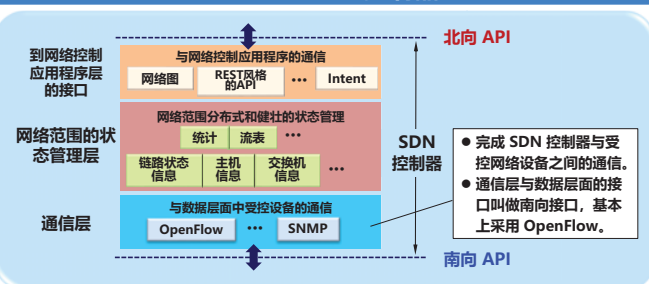 北向 API
到网络控制
应用程序层
的接口
与网络控制应用程序的通信
网络图
REST风格
的API
•••
Intent
网络范围的状
态管理层
网络范围分布式和健壮的状态管理
统计
流表
•••
链路状态
信息
主机
信息
交换机
信息
•••
SDN
控制器
通信层
与数据层面中受控设备的通信
OpenFlow
•••
SNMP
● 完成 SDN 控制器与受
控网络设备之间的通信。
● 通信层与数据层面的接
口叫做南向接口，基本
上采用 OpenFlow。
南向 API